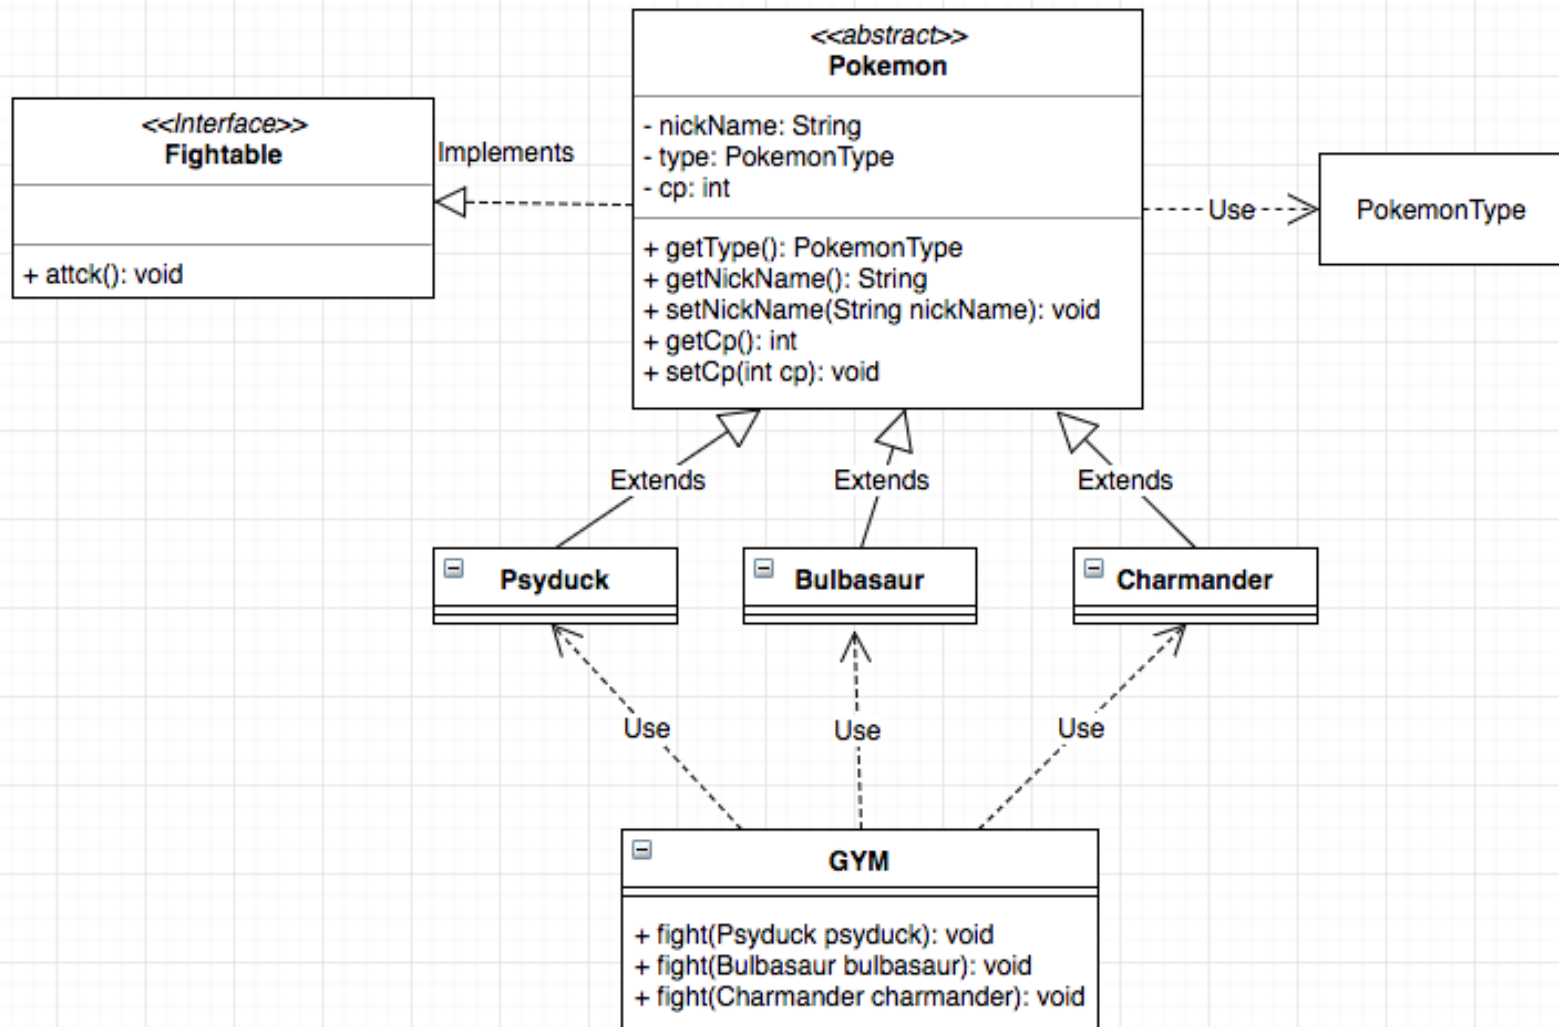 <<abstract>>
Pokemon
- nickName: String
- type: PokemonType
- cp: int
+ getType(): PokemonType
+ getNickName(): String
+ setNickName(String nickName): void
+ getCp(): int
+ setCp(int cp): void
<<Interface>>
Fightable
+ attck(): void
Implements
Use
PokemonType
Extends
Extends
Extends
Psyduck
Bulbasaur
Charmander
Use
Use
Use
GYM
+ fight(Psyduck psyduck): void
+ fight(Bulbasaur bulbasaur): void
+ fight(Charmander charmander): void